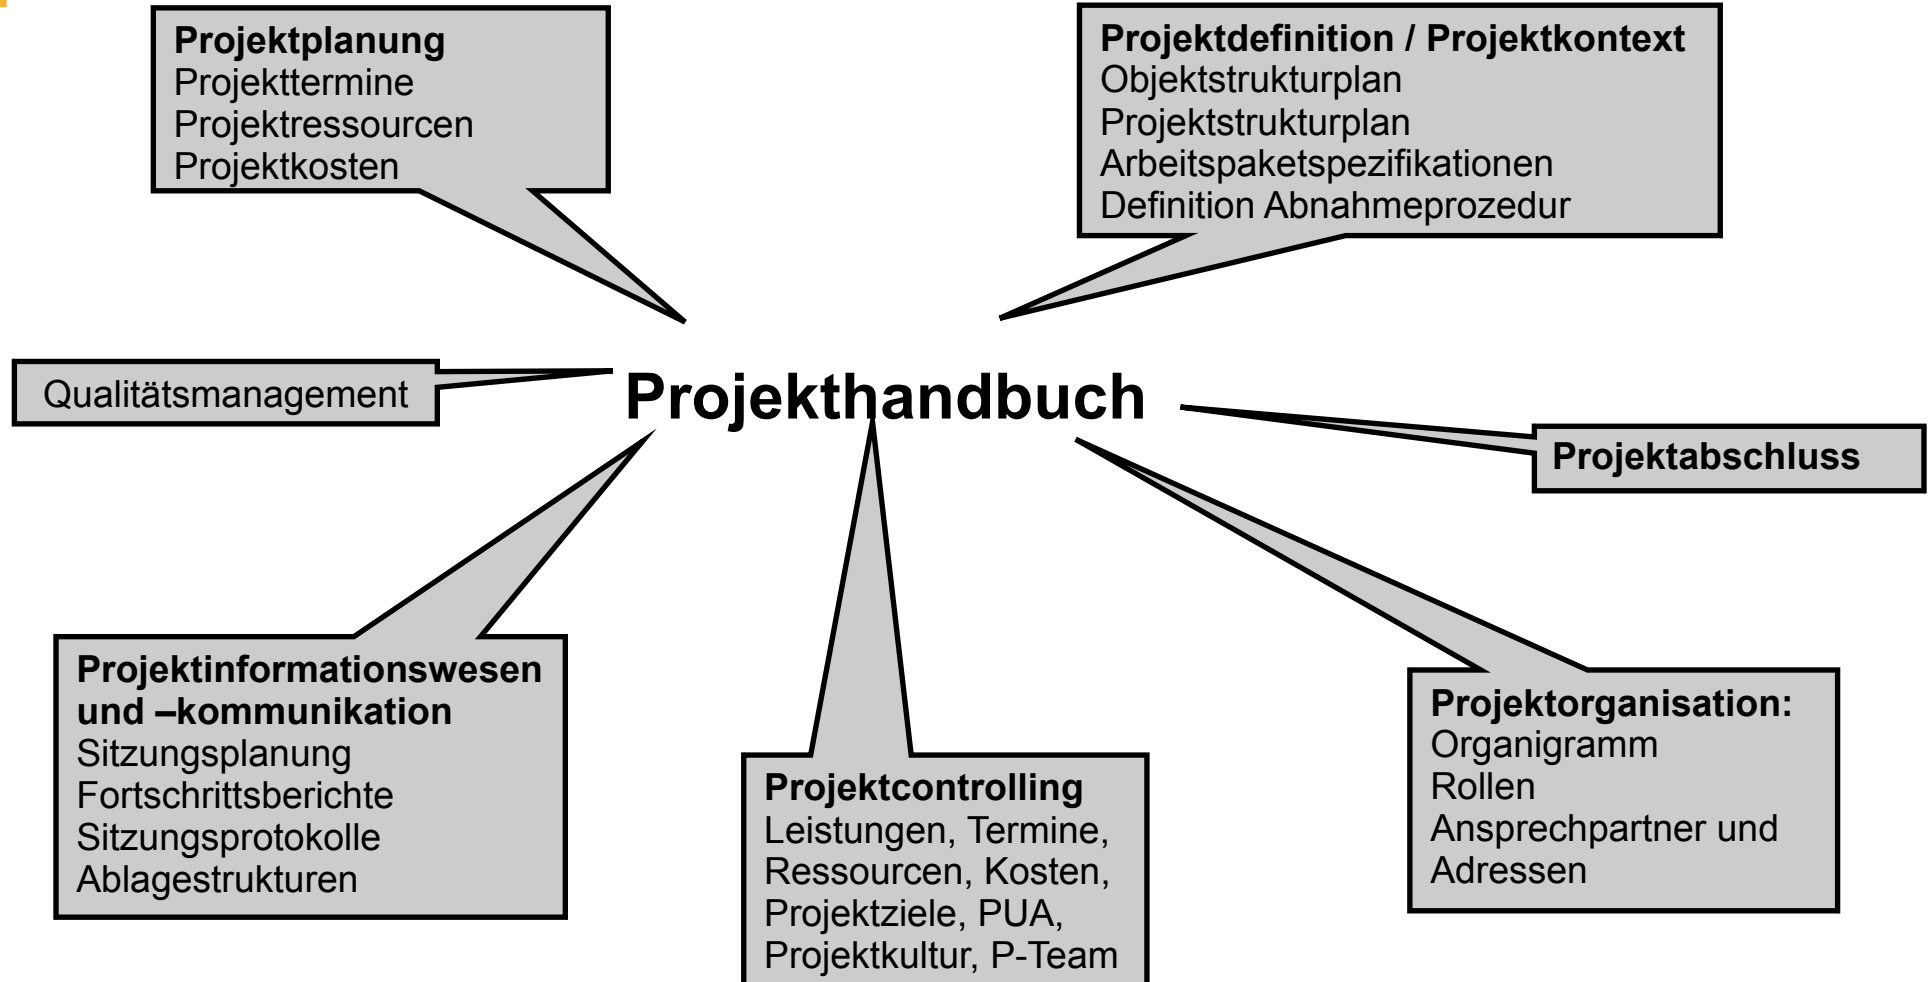 Projektplanung
Projekttermine
Projektressourcen
Projektkosten
Projektdefinition / Projektkontext
Objektstrukturplan
Projektstrukturplan
Arbeitspaketspezifikationen
Definition Abnahmeprozedur
Qualitätsmanagement
Projekthandbuch
Projektabschluss
Projektinformationswesen
und –kommunikation
Sitzungsplanung
Fortschrittsberichte
Sitzungsprotokolle
Ablagestrukturen
Projektcontrolling
Leistungen, Termine,
Ressourcen, Kosten,
Projektziele, PUA,
Projektkultur, P-Team
Projektorganisation:
Organigramm
Rollen
Ansprechpartner und
Adressen